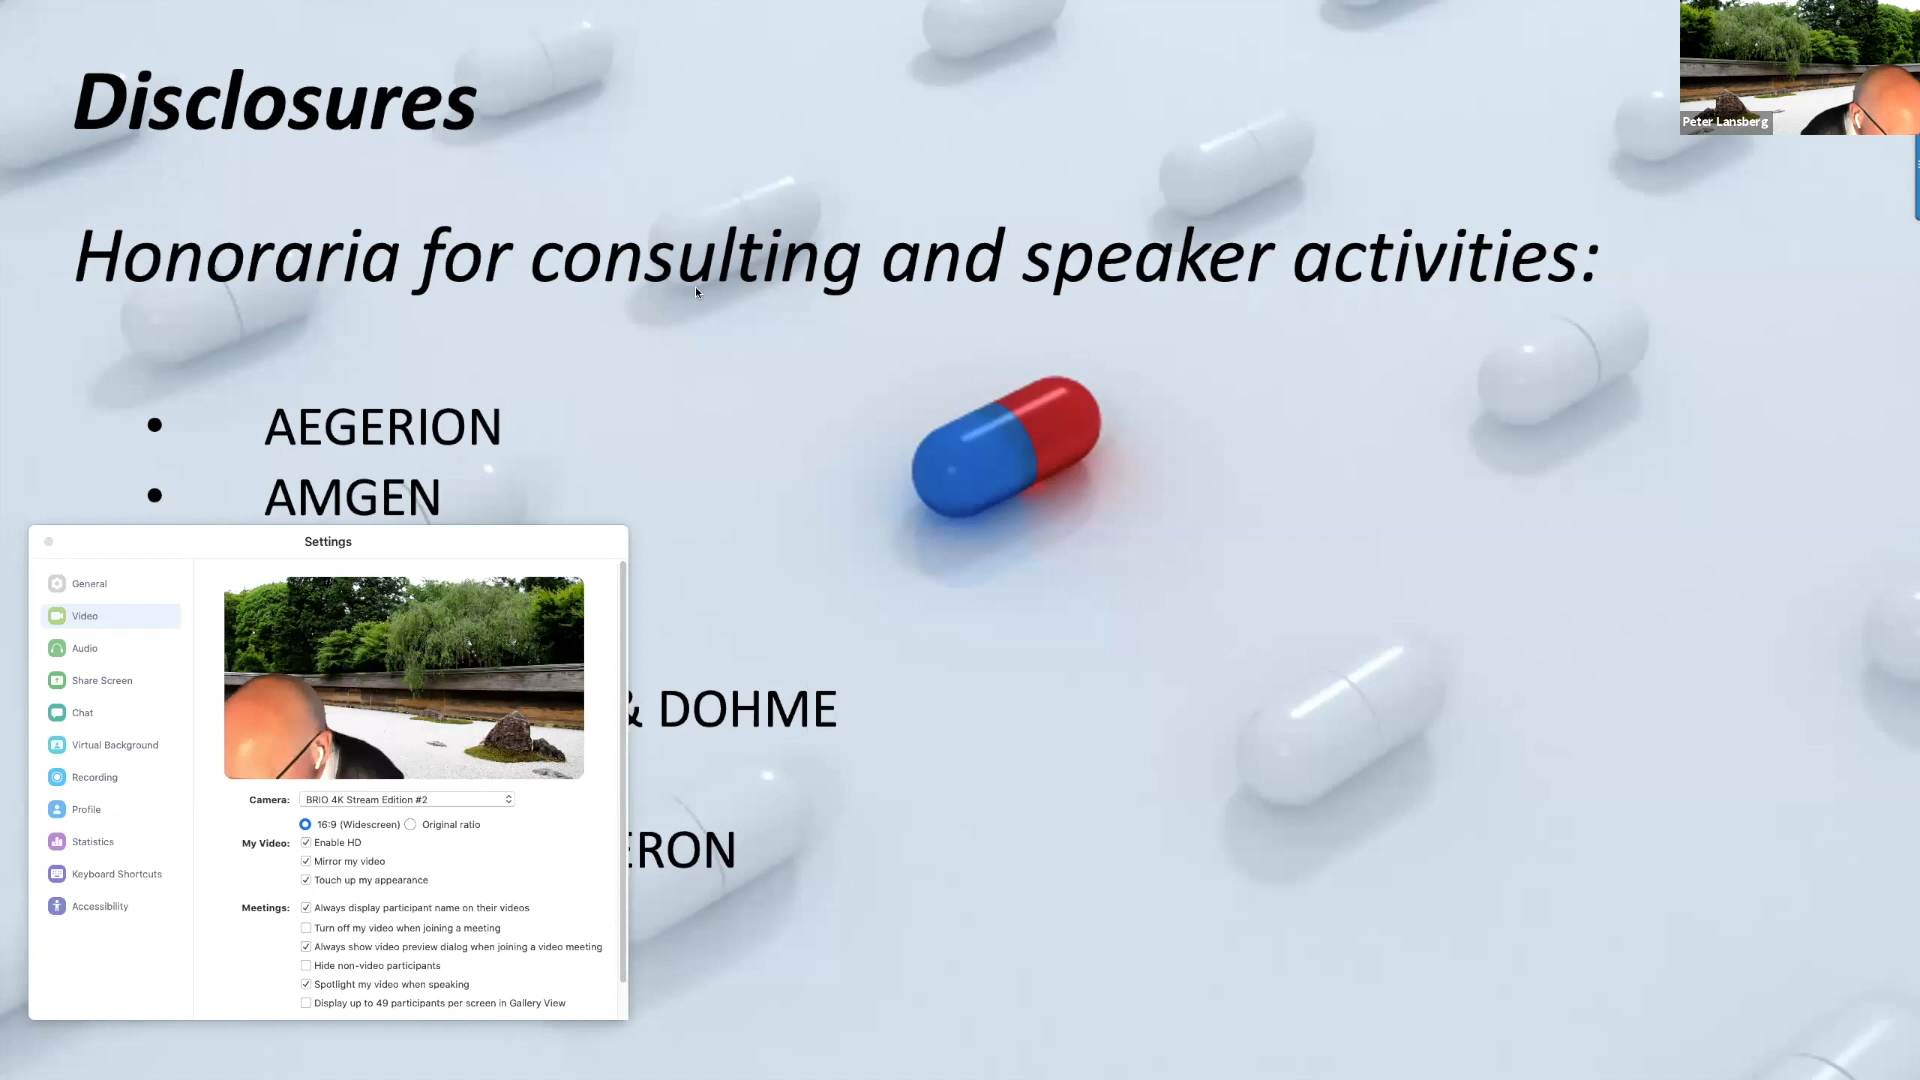 Disclosures
Peter Lansberg
Honoraria for consulting and speaker activities:
• AEGERION
• AMGEN
& DOHME
ERON
Settings
General
Video
Audio
Share Screen
Chat
Virtual Background
Recording
Profile
Statistics
Keyboard Shortcuts
Accessibility
Camera: BRIO 4K Stream Edition #2
16:9 (Widescreen) Original ratio
My Video: Enable HD
Mirror my video
Touch up my appearance
Meetings: Always display participant name on their videos
Turn off my video when joining a meeting
Always show video preview dialog when joining a video meeting
Hide non-video participants
Spotlight my video when speaking
Display up to 49 participants per screen in Gallery View